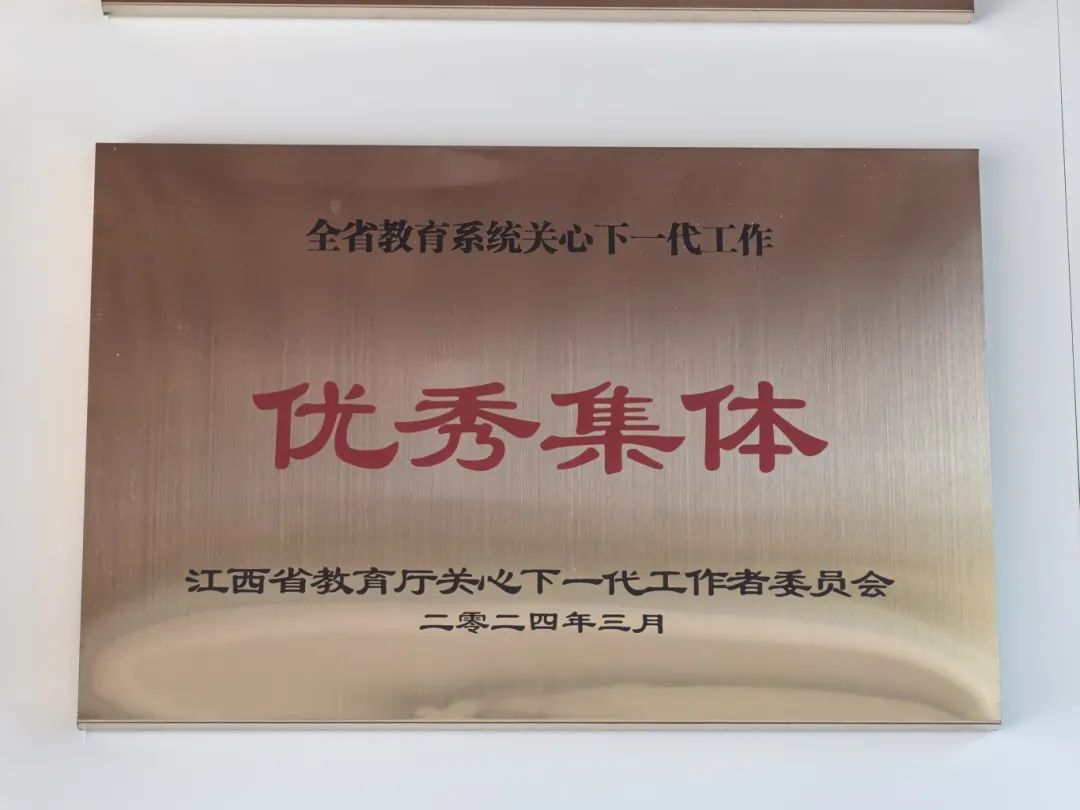 全省教育系统关心下一代工作
优秀集体
江西省教育厅关心下一代工作者委员会
二零二四年三月